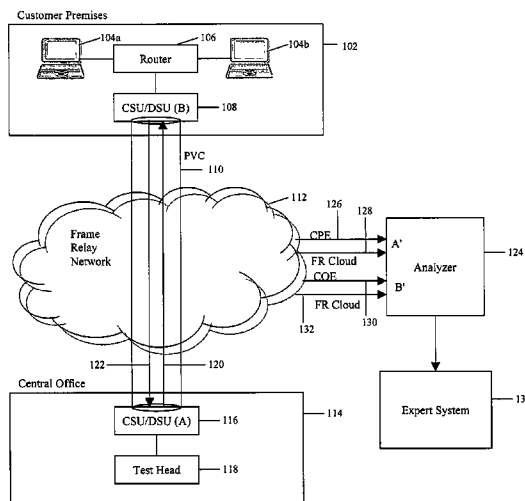 Customer Premises
104a
106
104b
Router
102
CSU/DSU (B)
108
PVC
110
112
126
128
CPE
Frame
Relay
Network
FR Cloud
A'
Analyzer
124
COE
B'
FR Cloud
130
132
122
120
Central Office
CSU/DSU (A)
116
114
Expert System
13
Test Head
118